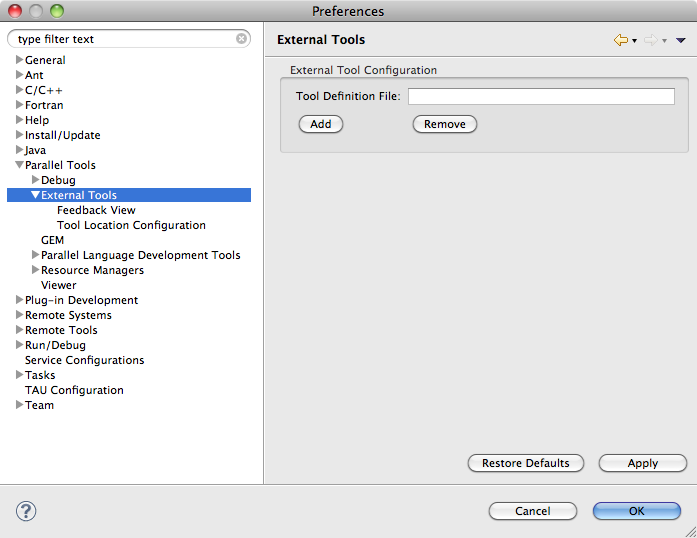 Preferences
type filter text
General
Ant
C/C++
Fortran
Help
Install/Update
Java
Parallel Tools
Debug
External Tools
Feedback View
Tool Location Configuration
GEM
Parallel Language Development Tools
Resource Managers
Viewer
Plug-in Development
Remote Systems
Remote Tools
Run/Debug
Service Configurations
Tasks
TAU Configuration
Team
External Tools
External Tool Configuration
Tool Definition File:
Add Remove
Restore Defaults Apply
? Cancel OK